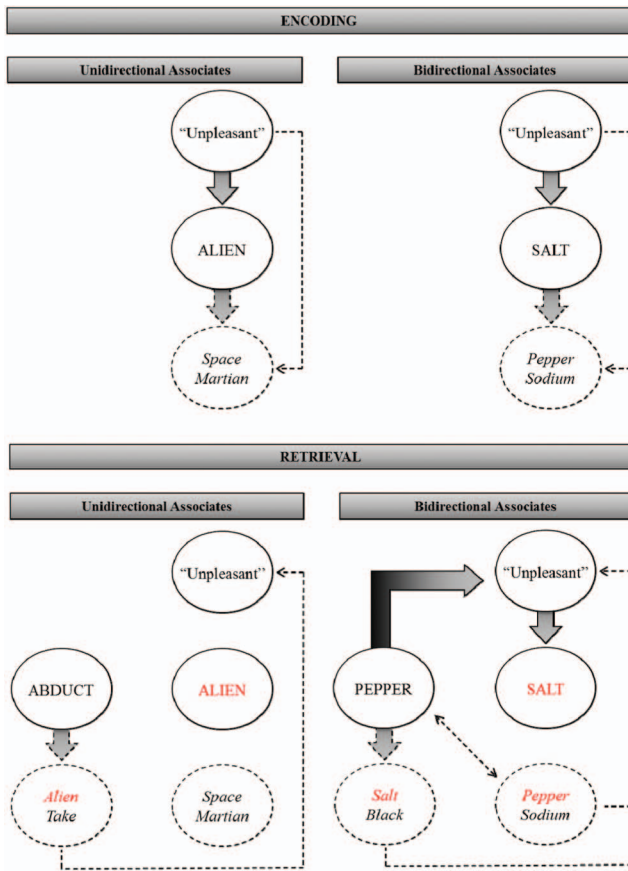 ENCODING
Unidirectional Associates
Bidirectional Associates
“Unpleasant”
“Unpleasant”
ALIEN
SALT
Space
Martian
Pepper
Sodium
RETRIEVAL
Unidirectional Associates
Bidirectional Associates
“Unpleasant”
“Unpleasant”
ABDUCT
ALIEN
PEPPER
SALT
Alien
Take
Space
Martian
Salt
Black
Pepper
Sodium